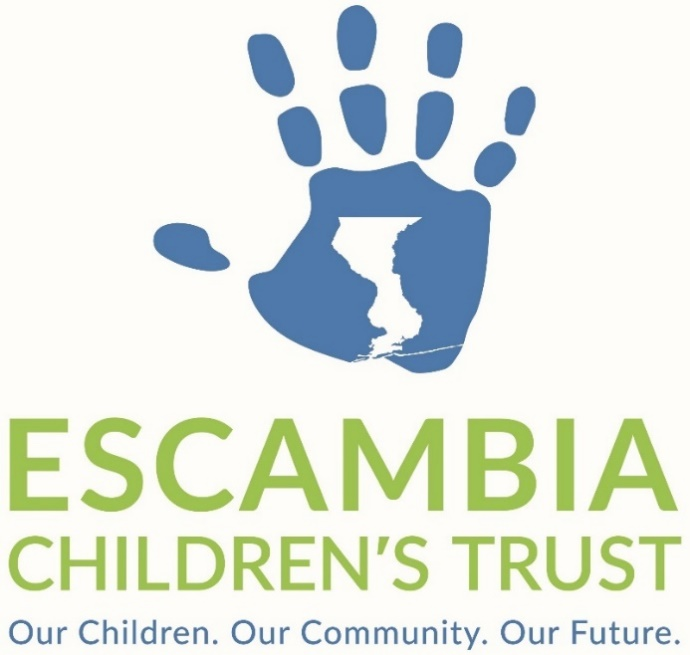 ESCAMBIA
CHILDREN’S TRUST
Our Children. Our Community. Our Future.